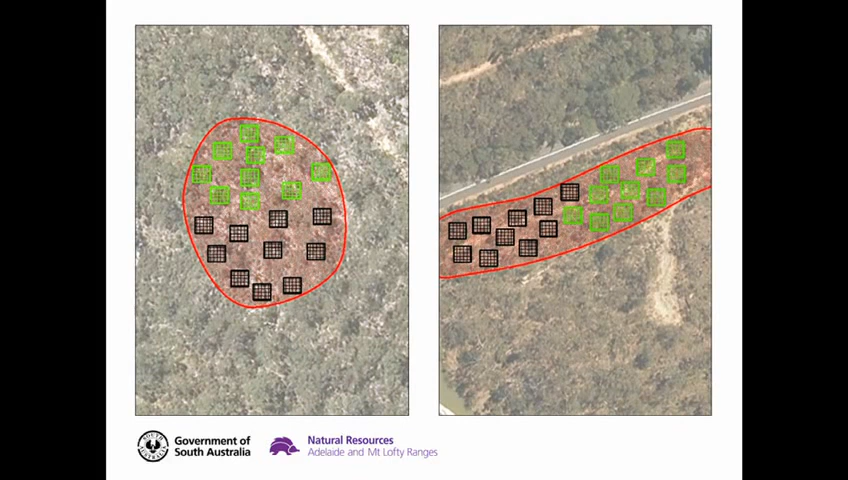 Government of
South Australia
Natural Resources
Adelaide and Mt Lofty Ranges